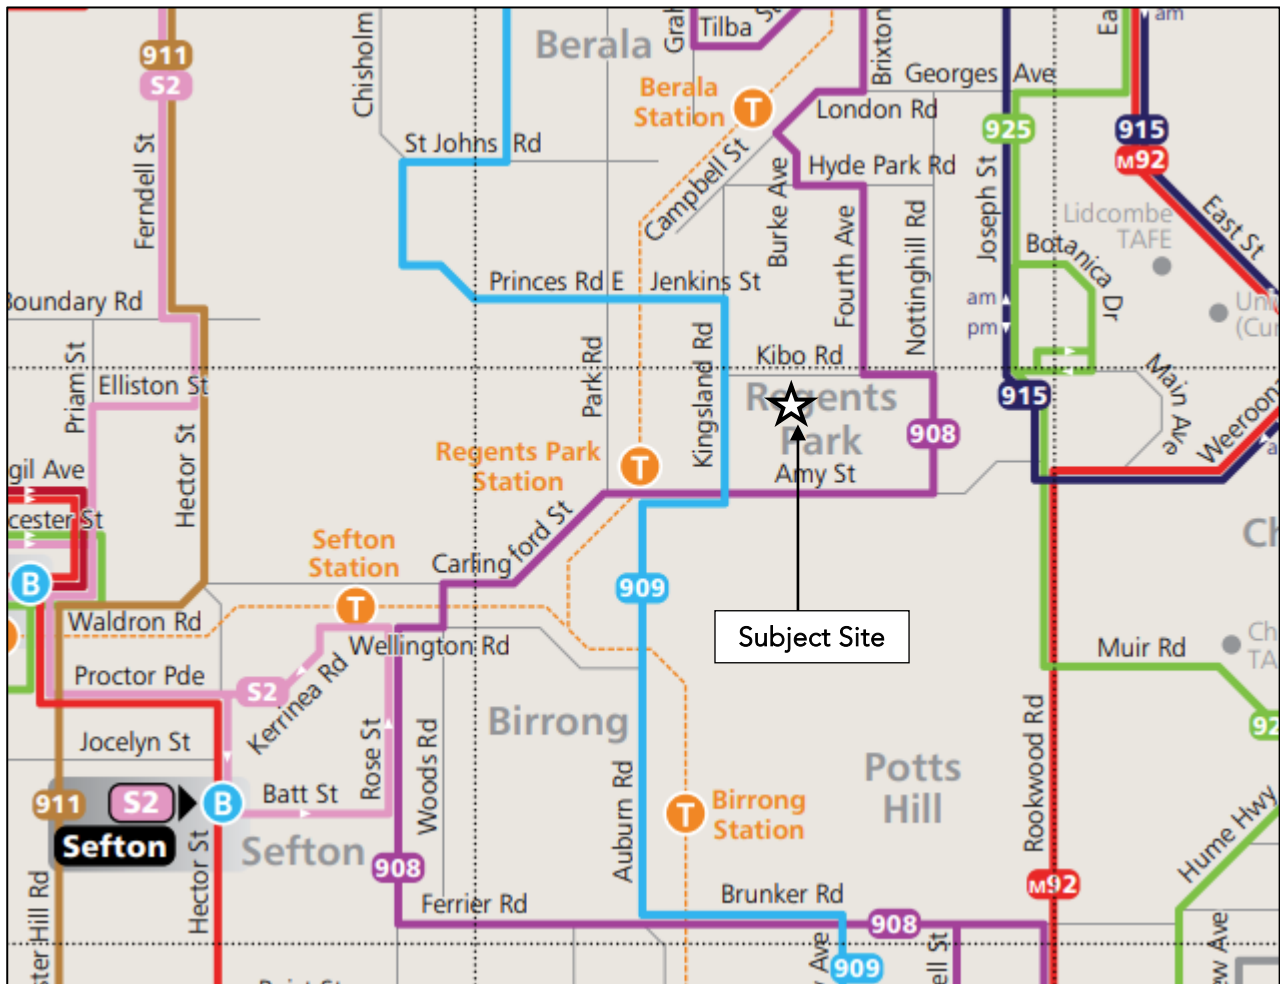 911
S2
Ferndell St
Chisholm
Berala
Tilba
St
Brixton
Georges Ave
am
Berala
Station
T
London Rd
925
915
M92
St Johns Rd
Campbell St
Hyde Park Rd
Burke Ave
Fourth Ave
Nottinghill Rd
Joseph St
Lidcombe
TAFE
East St
Botanica Dr
Princes Rd E
Jenkins St
am
pm
Boundary Rd
Priam St
Elliston St
Hector St
Park Rd
Kingsland Rd
Kibo Rd
Regents
Park
915
Main Ave
908
Regents Park
Station
T
Amy St
Carlingford St
B
Sefton
Station
T
909
Subject Site
Waldron Rd
Wellington Rd
Muir Rd
Proctor Pde
S2
Kerrinea Rd
Jocelyn St
Rose St
Woods Rd
Birrong
Auburn Rd
Potts
Hill
Rookwood Rd
911
S2
B
Batt St
Sefton
Hector St
Sefton
T
Birrong
Station
Hume Hwy
908
M92
Ferrier Rd
Brunker Rd
908
909